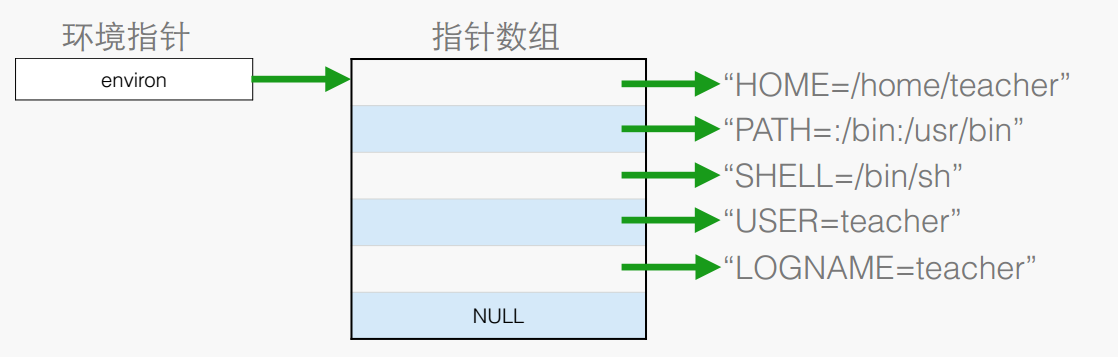 环境指针
指针数组
environ
“HOME=/home/teacher”
“PATH=:/bin:/usr/bin”
“SHELL=/bin/sh”
“USER=teacher”
“LOGNAME=teacher”
NULL